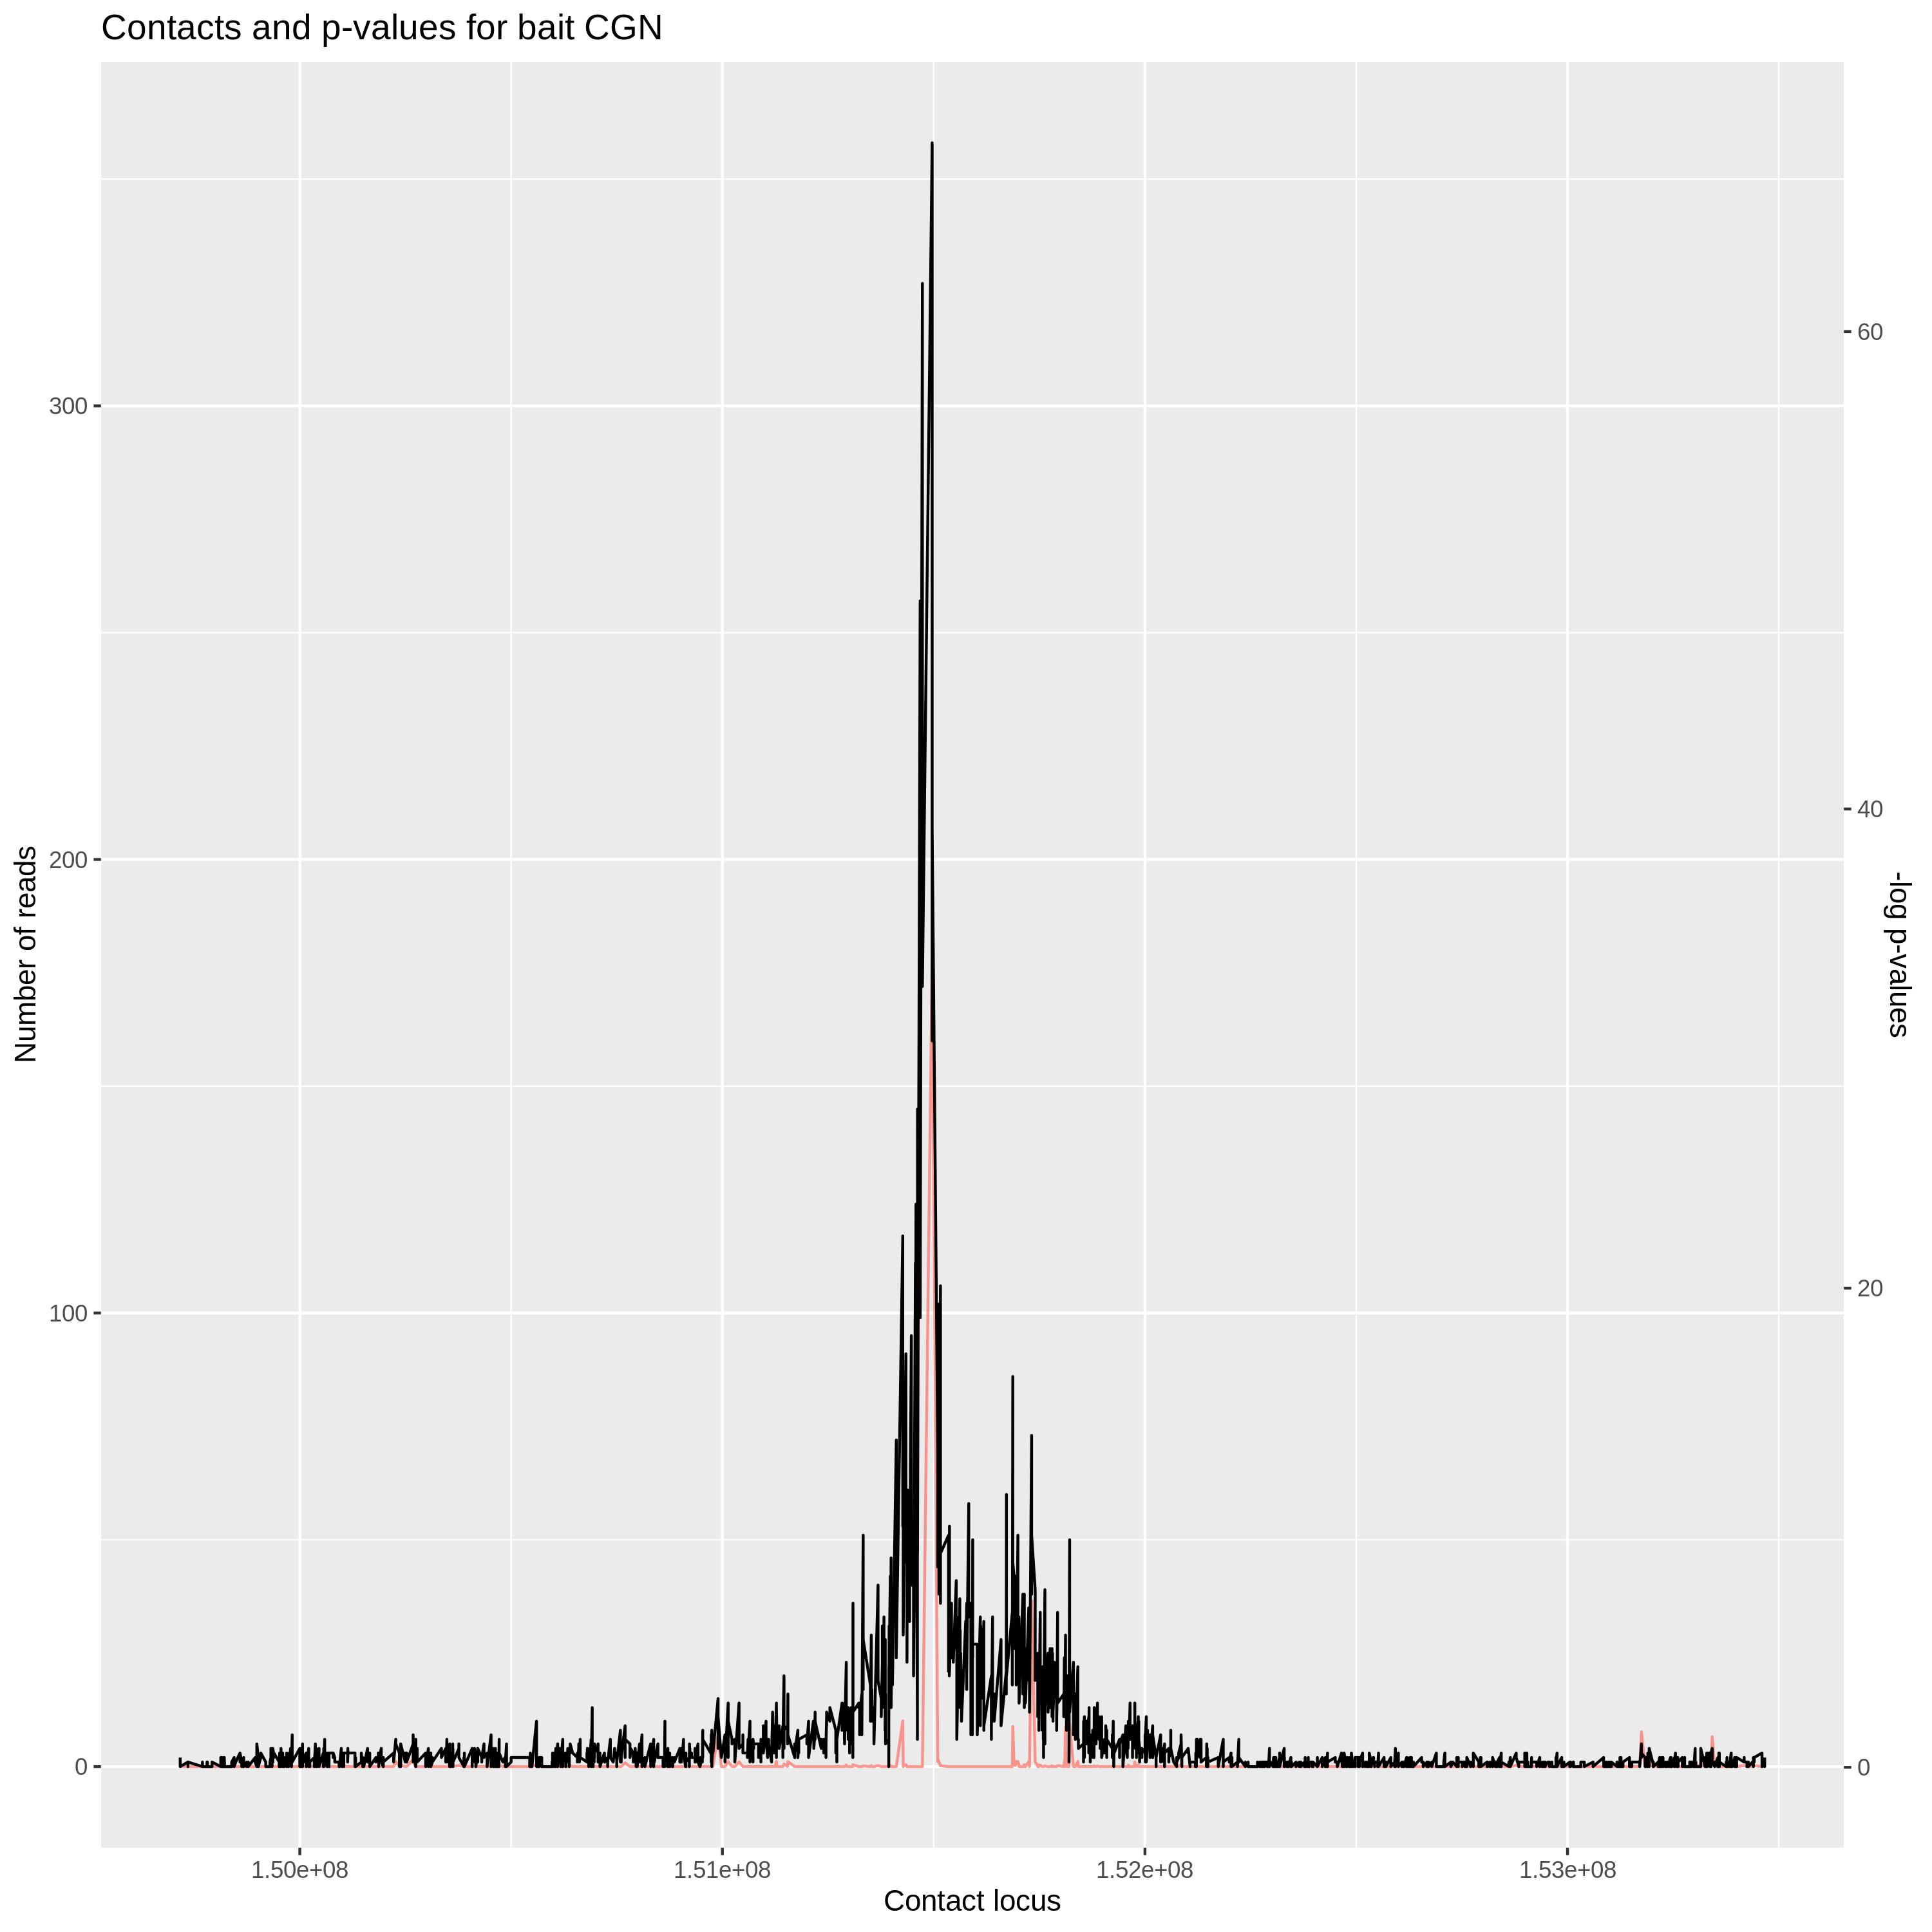 Contacts and p-values for bait CGN
Number of reads
300
200
100
0
60
40
20
0
-log p-values
1.50e+08
1.51e+08
1.52e+08
1.53e+08
Contact locus